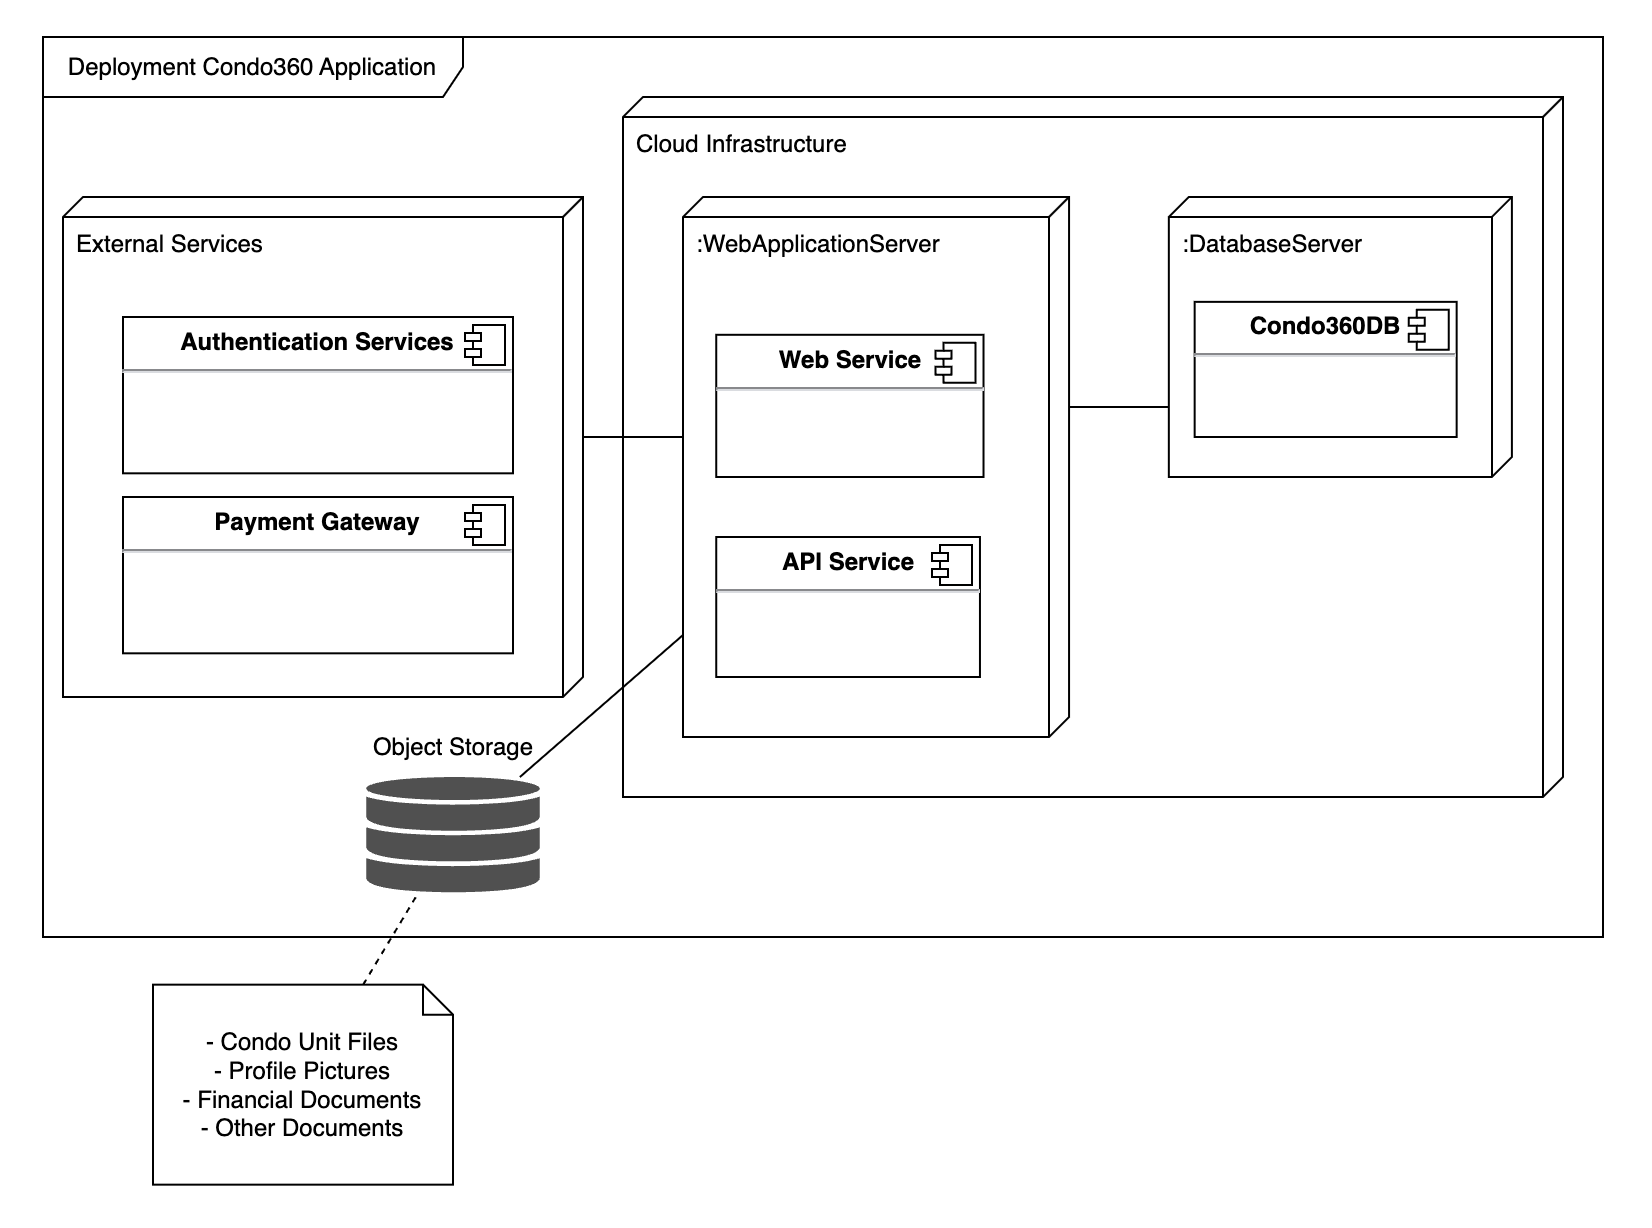 Deployment Condo360 Application
Cloud Infrastructure
External Services
:WebApplicationServer
:DatabaseServer
Authentication Services
Payment Gateway
Web Service
API Service
Condo360DB
Object Storage
- Condo Unit Files
- Profile Pictures
- Financial Documents
- Other Documents